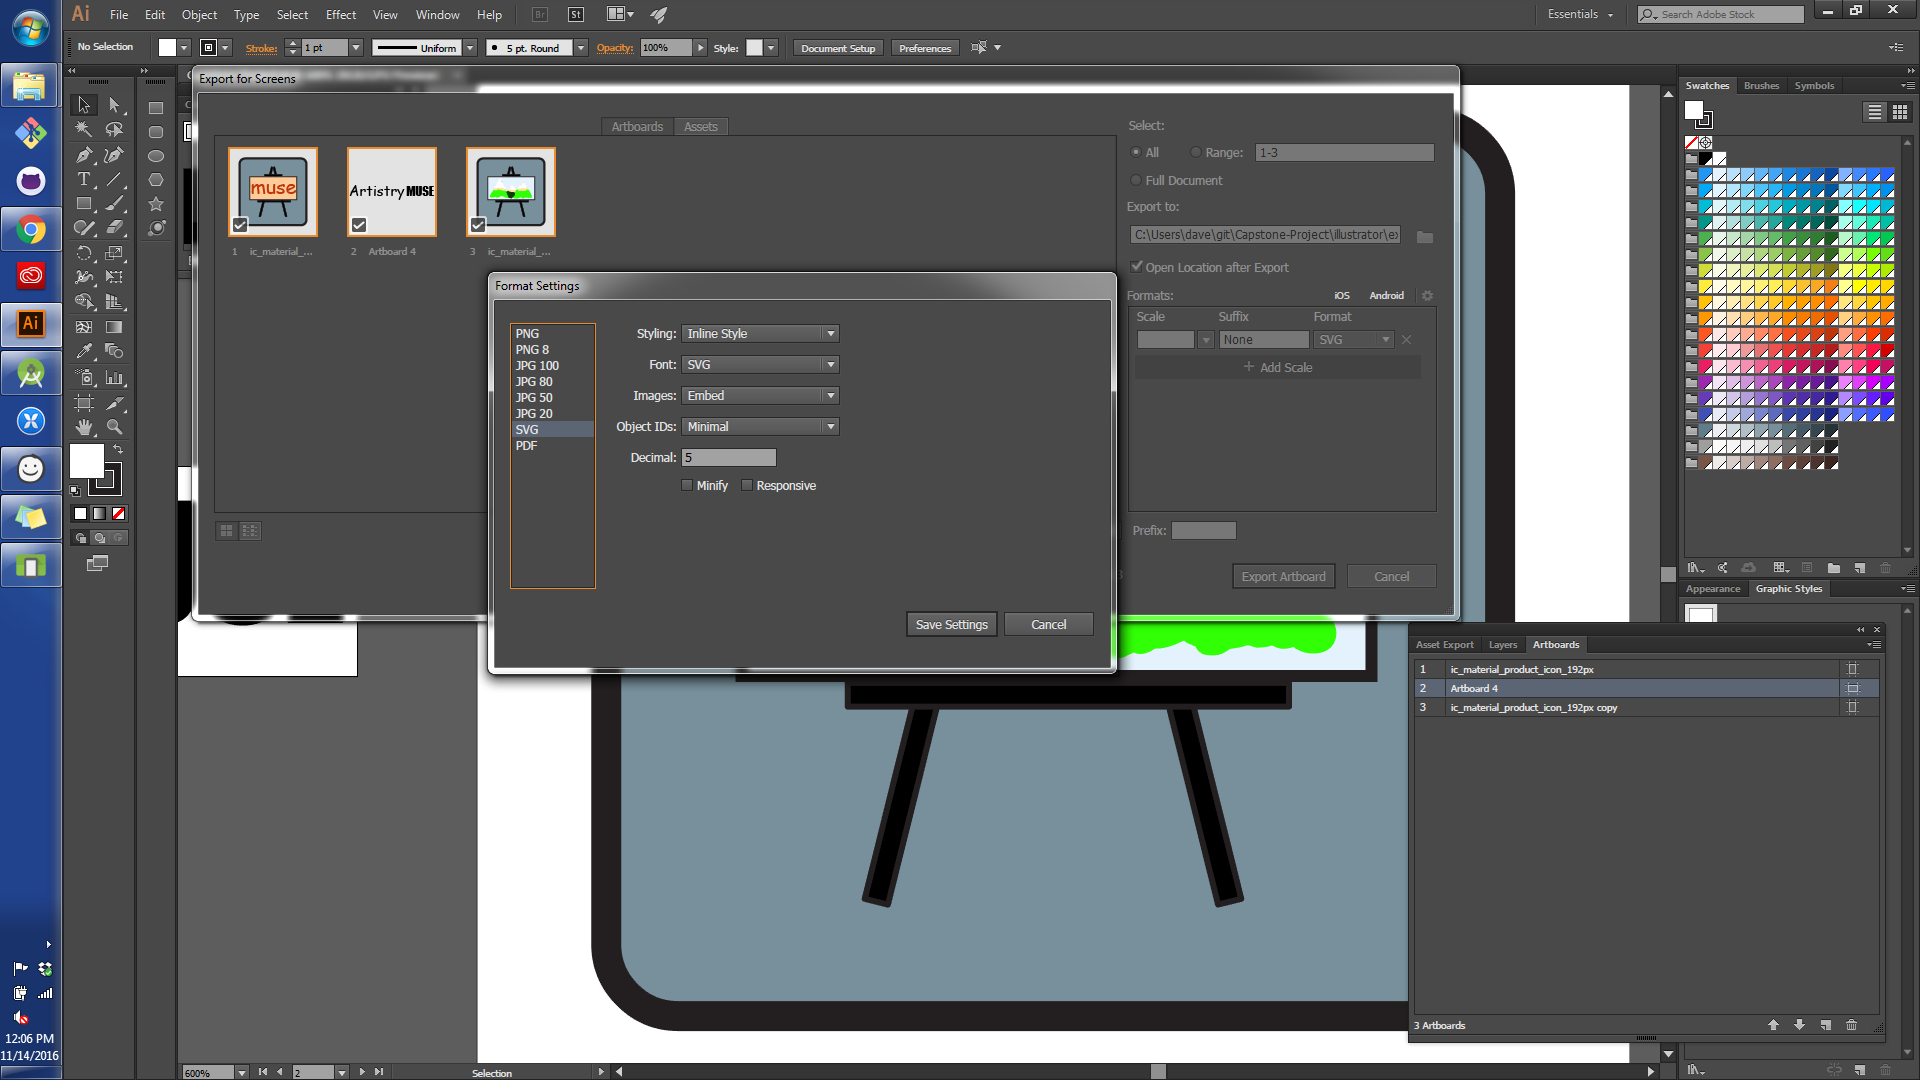 Ai File Edit Object Type Select Effect View Window Help Br St Essentials Search Adobe Stock
No Selection Stroke: 1 pt Uniform 5 pt. Round Opacity: 100% Style: Document Setup Preferences
Export for Screens
Artboards Assets
muse
Artistry MUSE
1 ic_material_... 2 Artboard 4 3 ic_material_...
Select:
All Range: 1-3
Full Document
Export to:
C:\Users\dave\git\Capstone-Project\illustrator\ex
Open Location after Export
Formats: iOS Android
Scale Suffix Format
None SVG
+ Add Scale
Prefix:
Export Artboard Cancel
Format Settings
PNG
PNG 8
JPG 100
JPG 80
JPG 50
JPG 20
SVG
PDF
Styling: Inline Style
Font: SVG
Images: Embed
Object IDs: Minimal
Decimal: 5
Minify Responsive
Save Settings Cancel
Swatches Brushes Symbols
Appearance Graphic Styles
Asset Export Layers Artboards
1 ic_material_product_icon_192px
2 Artboard 4
3 ic_material_product_icon_192px copy
3 Artboards
Ai
12:06 PM
11/14/2016
600% 2 Selection